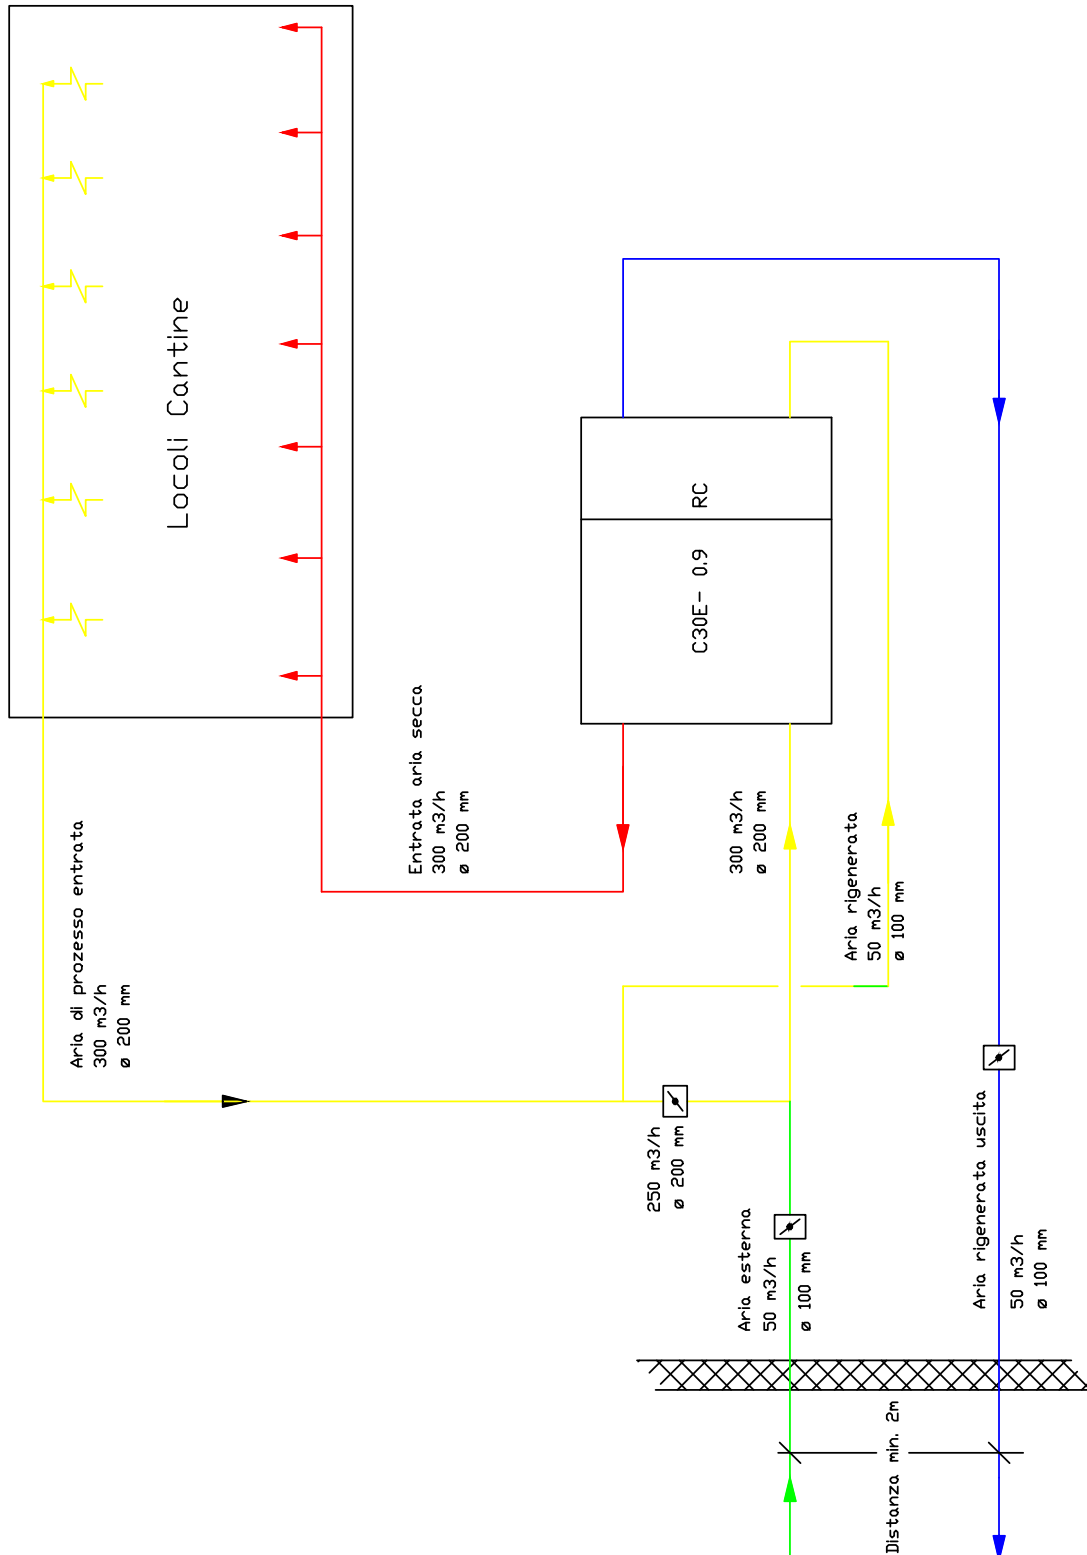 Locoli Cantine
RC
C30E- 0.9
Entrata aria secca
300 m3/h
ø 200 mm
Aria di prozesso entrata
300 m3/h
ø 200 mm
300 m3/h
ø 200 mm
Aria rigenerata
50 m3/h
ø 100 mm
250 m3/h
ø 200 mm
Aria esterna
50 m3/h
ø 100 mm
Aria rigenerata uscita
50 m3/h
ø 100 mm
Distanza min. 2m